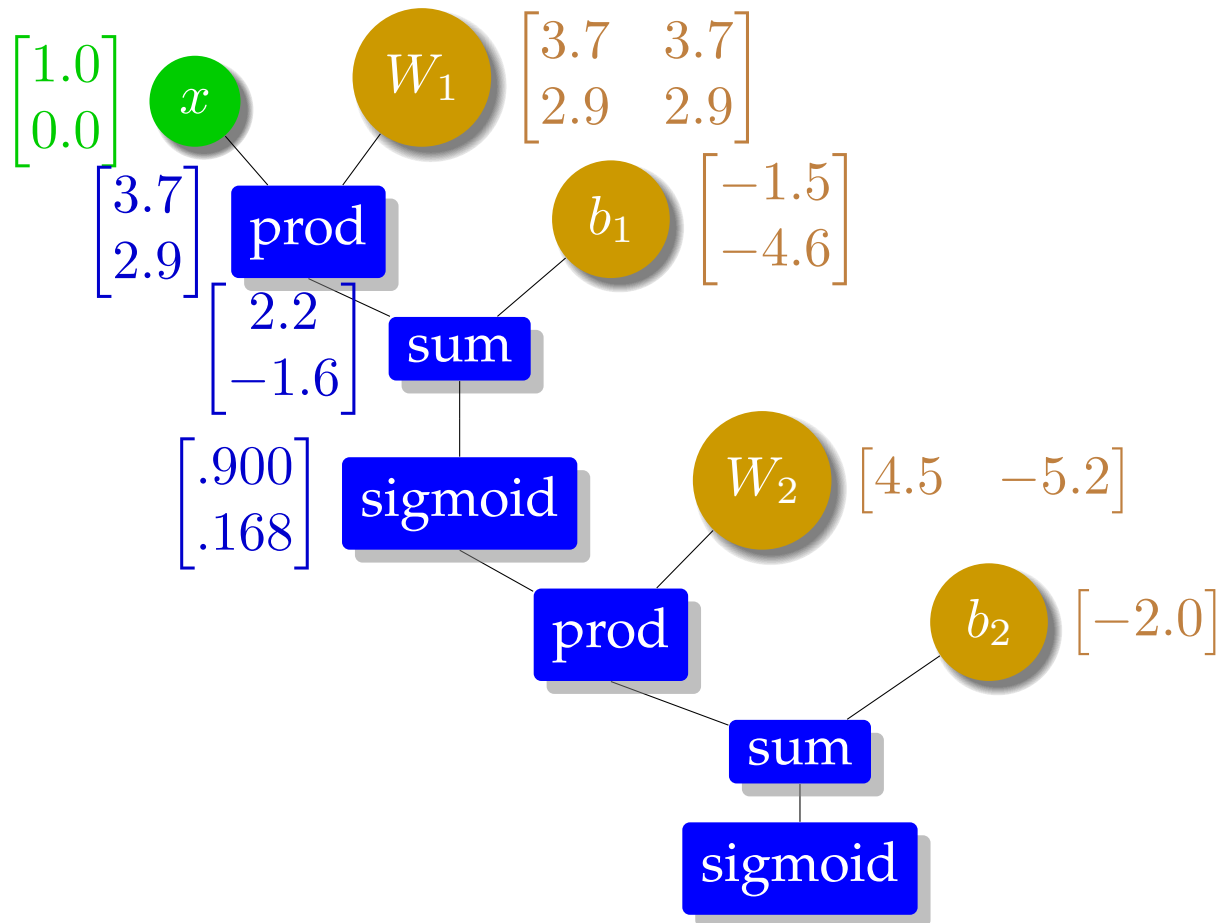 [1.0 0.0] x W₁ [3.7 3.7 2.9 2.9]
[3.7 2.9] prod b₁ [−1.5 −4.6]
[2.2 −1.6] sum
[.900 .168] sigmoid W₂ [4.5 −5.2]
prod b₂ [−2.0]
sum
sigmoid